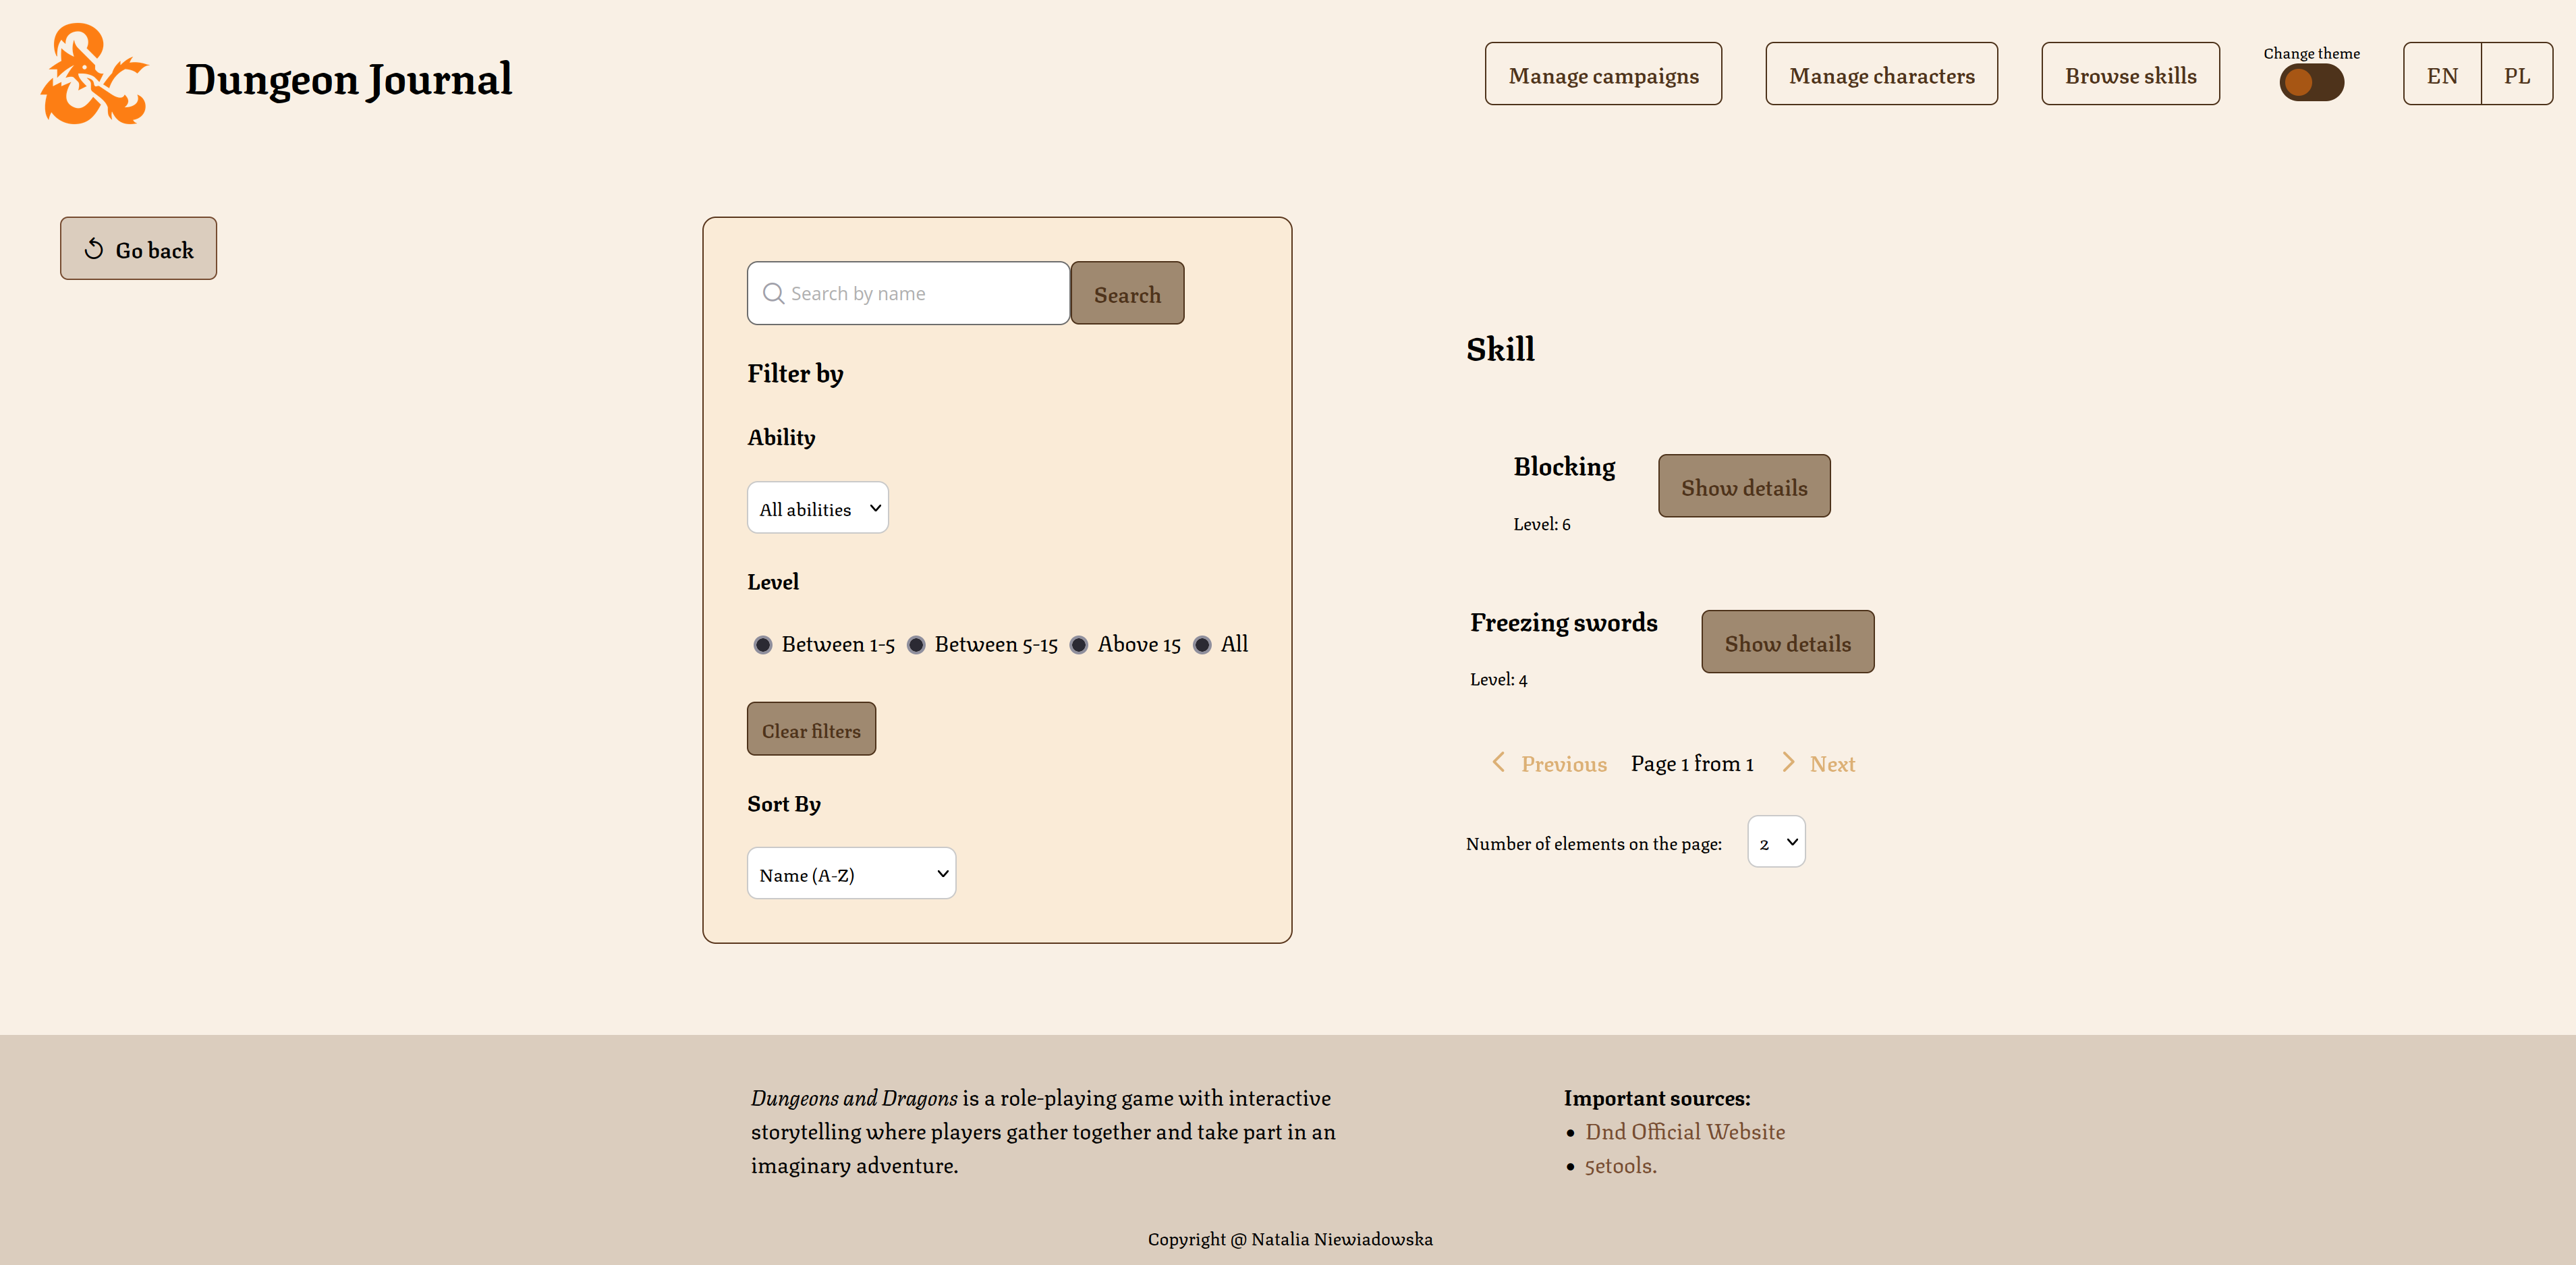 Dungeon Journal
Manage campaigns
Manage characters
Browse skills
Change theme
EN
PL
Go back
Search by name
Search
Filter by
Ability
All abilities
Level
Between 1-5
Between 5-15
Above 15
All
Clear filters
Sort By
Name (A-Z)
Skill
Blocking
Show details
Level: 6
Freezing swords
Show details
Level: 4
Previous
Page 1 from 1
Next
Number of elements on the page:
2
Dungeons and Dragons is a role-playing game with interactive
storytelling where players gather together and take part in an
imaginary adventure.
Important sources:
• Dnd Official Website
• 5etools.
Copyright @ Natalia Niewiadowska